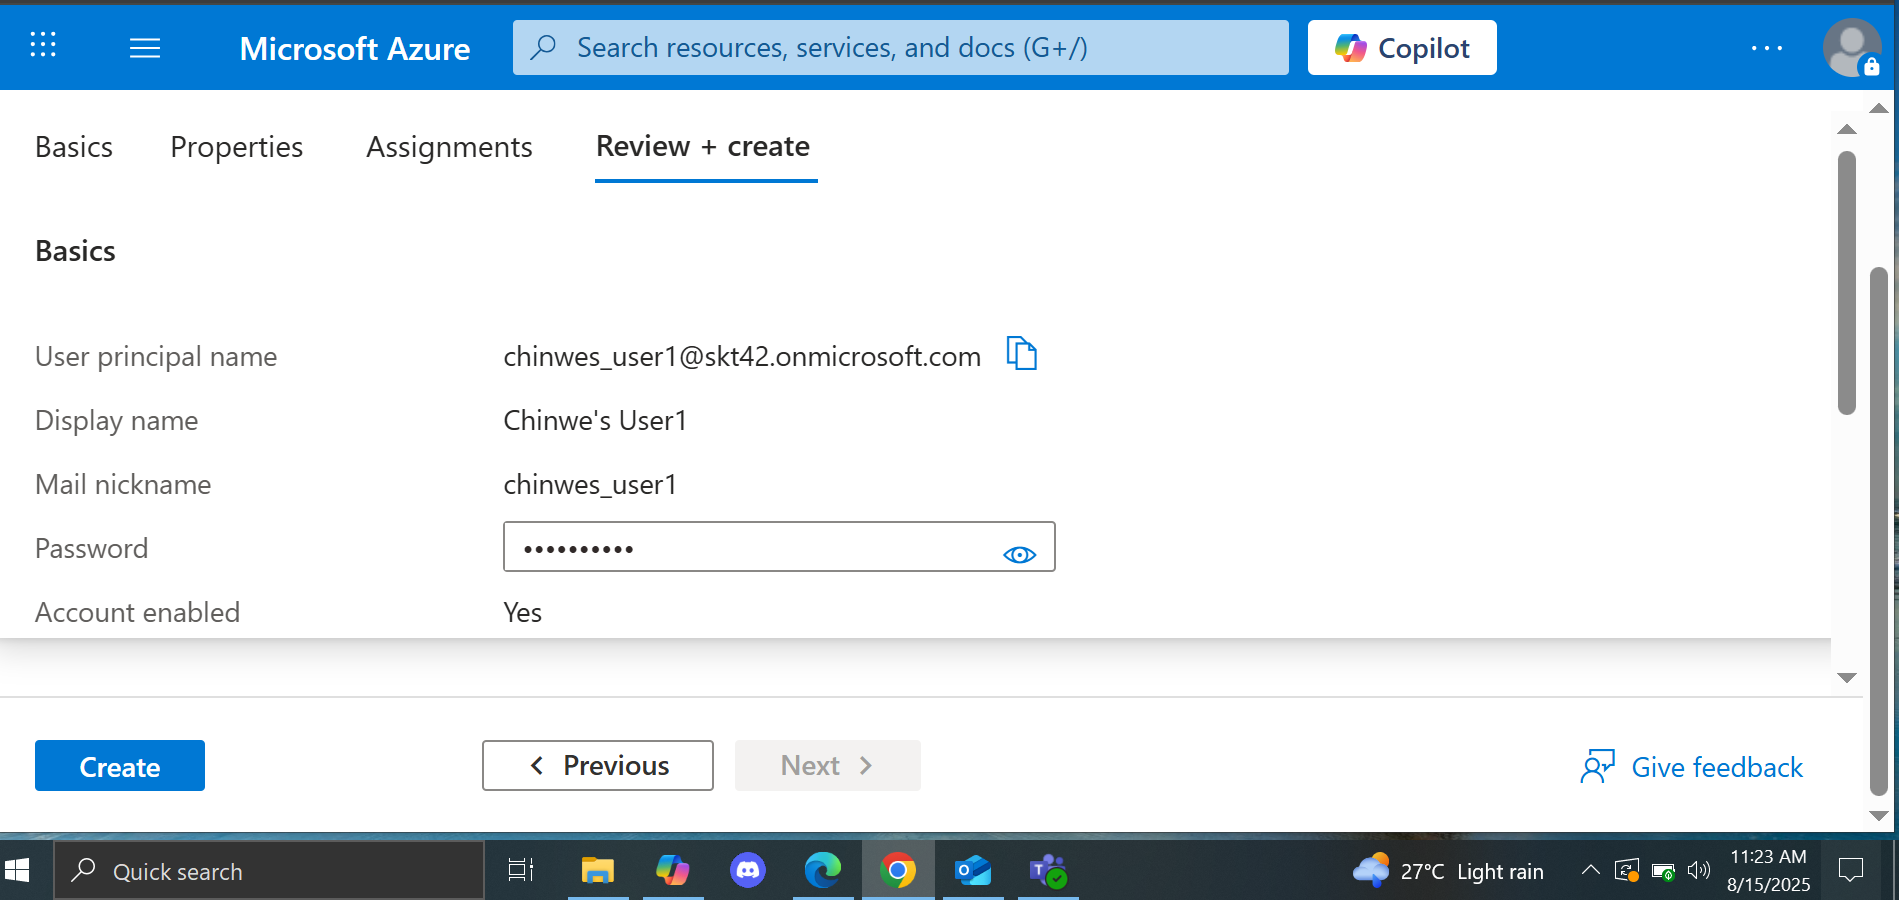 Microsoft Azure
Search resources, services, and docs (G+/)
Copilot
Basics
Properties
Assignments
Review + create
Basics
User principal name
chinwes_user1@skt42.onmicrosoft.com
Display name
Chinwe's User1
Mail nickname
chinwes_user1
Password
••••••••••
Account enabled
Yes
Create
Previous
Next
Give feedback
Quick search
27°C Light rain
11:23 AM
8/15/2025